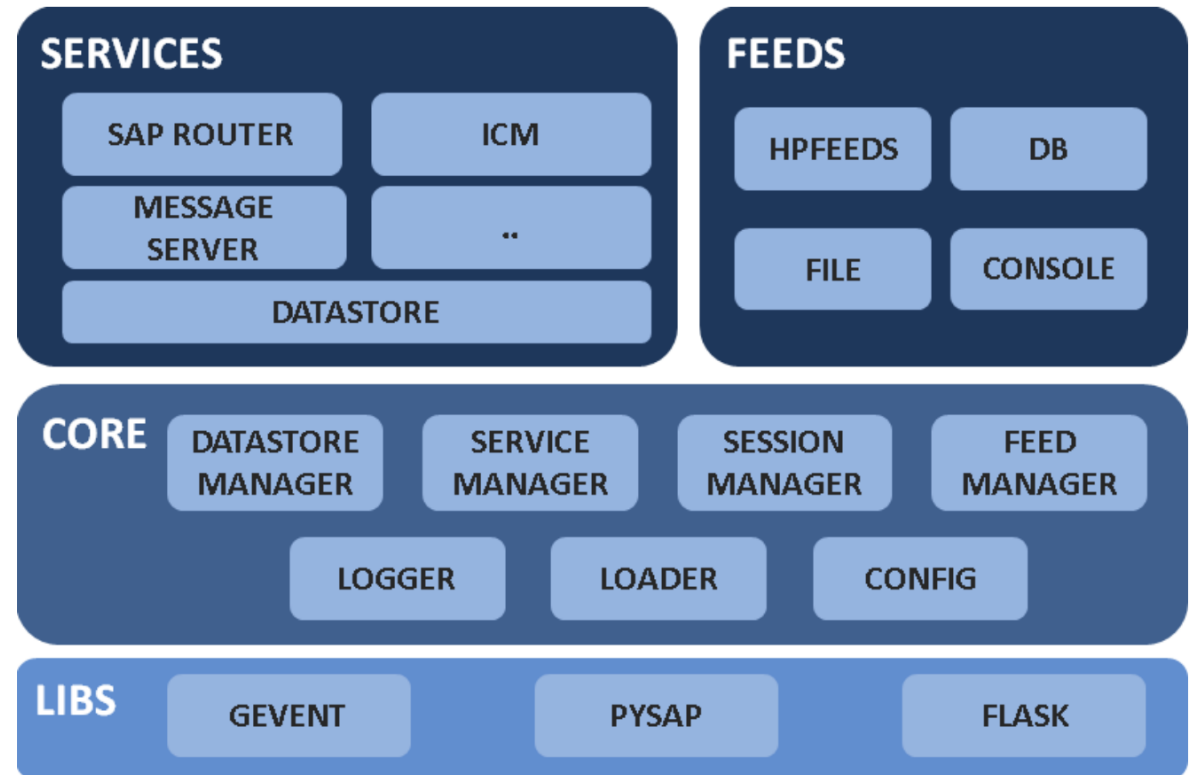 SERVICES
SAP ROUTER
ICM
MESSAGE
SERVER
..
DATASTORE
FEEDS
HPFEEDS
DB
FILE
CONSOLE
CORE
DATASTORE
MANAGER
SERVICE
MANAGER
SESSION
MANAGER
FEED
MANAGER
LOGGER
LOADER
CONFIG
LIBS
GEVENT
PYSAP
FLASK